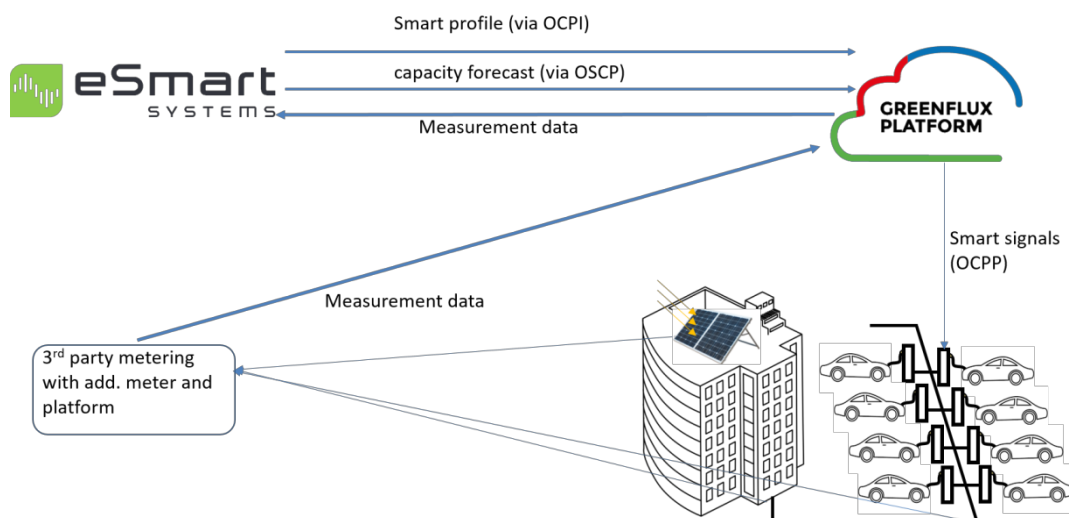 Smart profile (via OCPI)
eSmart
SYSTEMS
capacity forecast (via OSCP)
Measurement data
GREENFLUX
PLATFORM
Smart signals
(OCPP)
Measurement data
3rd party metering
with add. meter and
platform